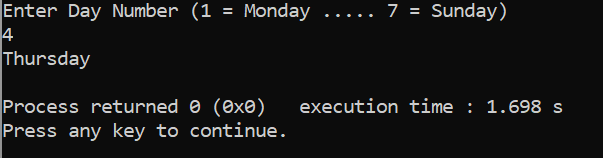 Enter Day Number (1 = Monday ..... 7 = Sunday)
4
Thursday
Process returned 0 (0x0)   execution time : 1.698 s
Press any key to continue.